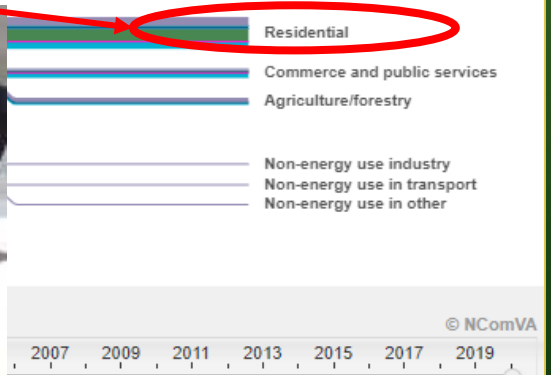 Residential
Commerce and public services
Agriculture/forestry
Non-energy use industry
Non-energy use in transport
Non-energy use in other
© NComVA
2007 2009 2011 2013 2015 2017 2019